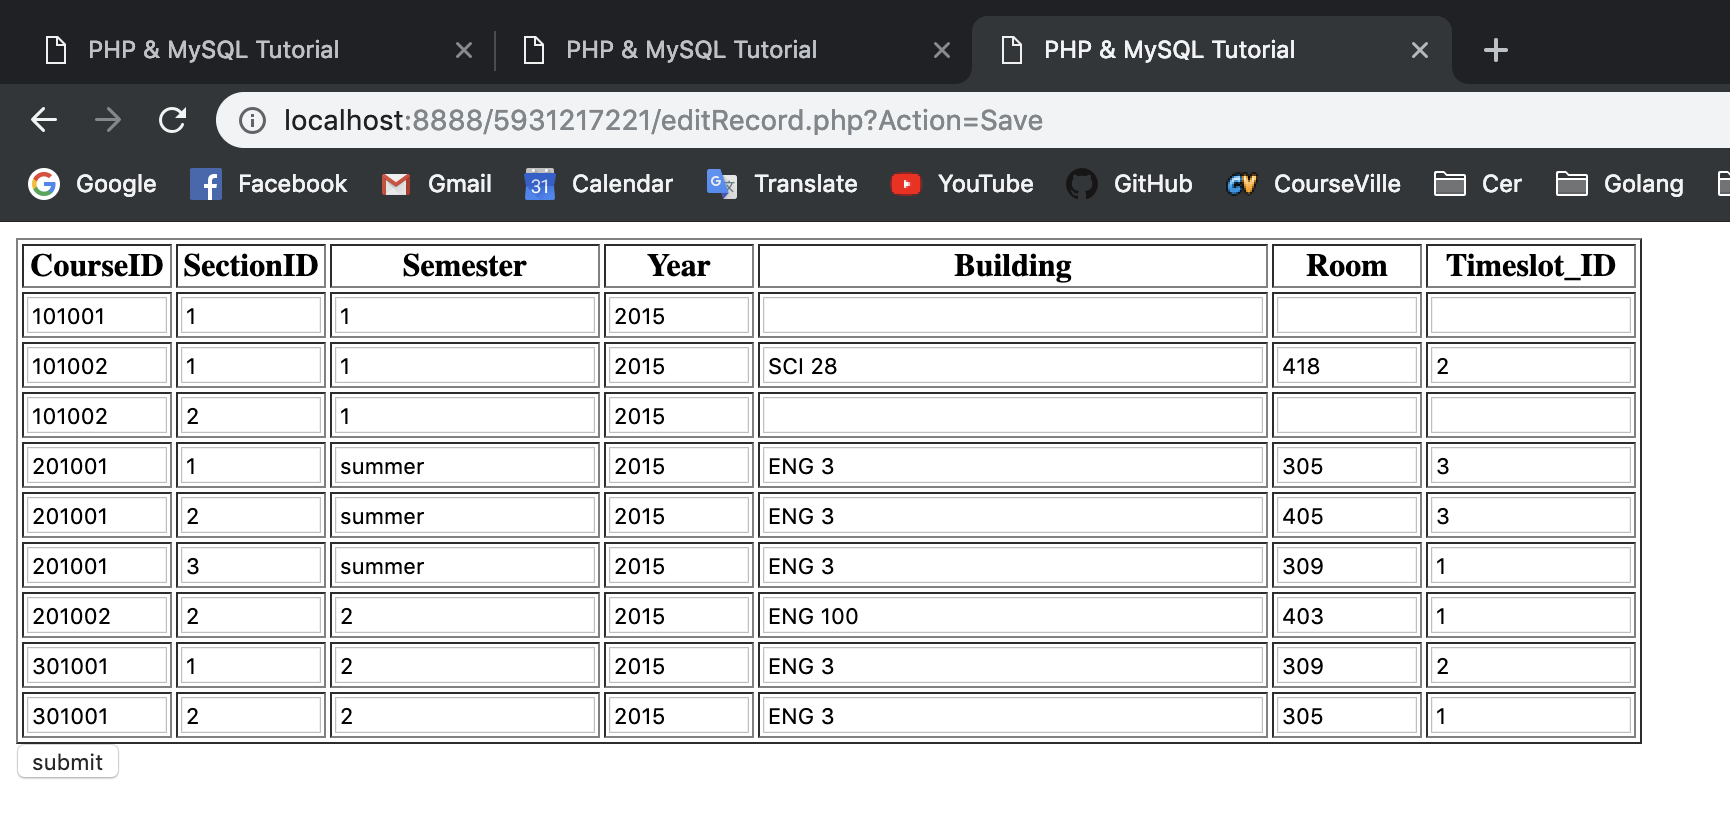 PHP & MySQL Tutorial PHP & MySQL Tutorial PHP & MySQL Tutorial
localhost:8888/5931217221/editRecord.php?Action=Save
Google Facebook Gmail 31 Calendar Translate YouTube GitHub CV CourseVille Cer Golang
CourseID SectionID Semester Year Building Room Timeslot_ID
101001 1 1 2015
101002 1 1 2015 SCI 28 418 2
101002 2 1 2015
201001 1 summer 2015 ENG 3 305 3
201001 2 summer 2015 ENG 3 405 3
201001 3 summer 2015 ENG 3 309 1
201002 2 2 2015 ENG 100 403 1
301001 1 2 2015 ENG 3 309 2
301001 2 2 2015 ENG 3 305 1
submit